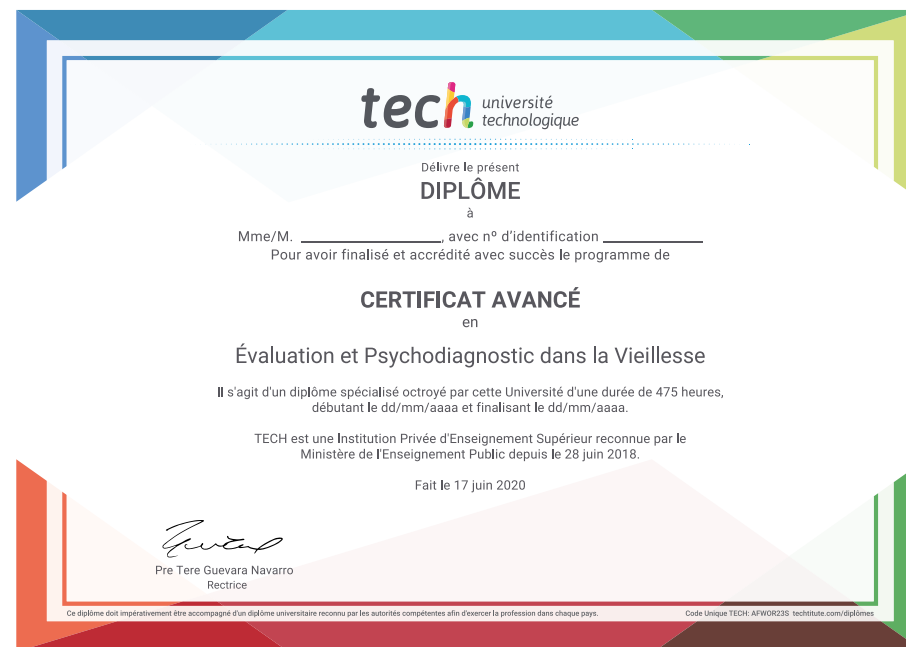 tech université
technologique
Délivre le présent
DIPLÔME
à
Mme/M. ____________________, avec nº d'identification ______________
Pour avoir finalisé et accrédité avec succès le programme de
CERTIFICAT AVANCÉ
en
Évaluation et Psychodiagnostic dans la Vieillesse
Il s'agit d'un diplôme spécialisé octroyé par cette Université d'une durée de 475 heures,
débutant le dd/mm/aaaa et finalisant le dd/mm/aaaa.
TECH est une Institution Privée d'Enseignement Supérieur reconnue par le
Ministère de l'Enseignement Public depuis le 28 juin 2018.
Fait le 17 juin 2020
Pre Tere Guevara Navarro
Rectrice
Ce diplôme doit impérativement être accompagné d'un diplôme universitaire reconnu par les autorités compétentes afin d'exercer la profession dans chaque pays.
Code Unique TECH: AFWOR23S techtitute.com/diplômes